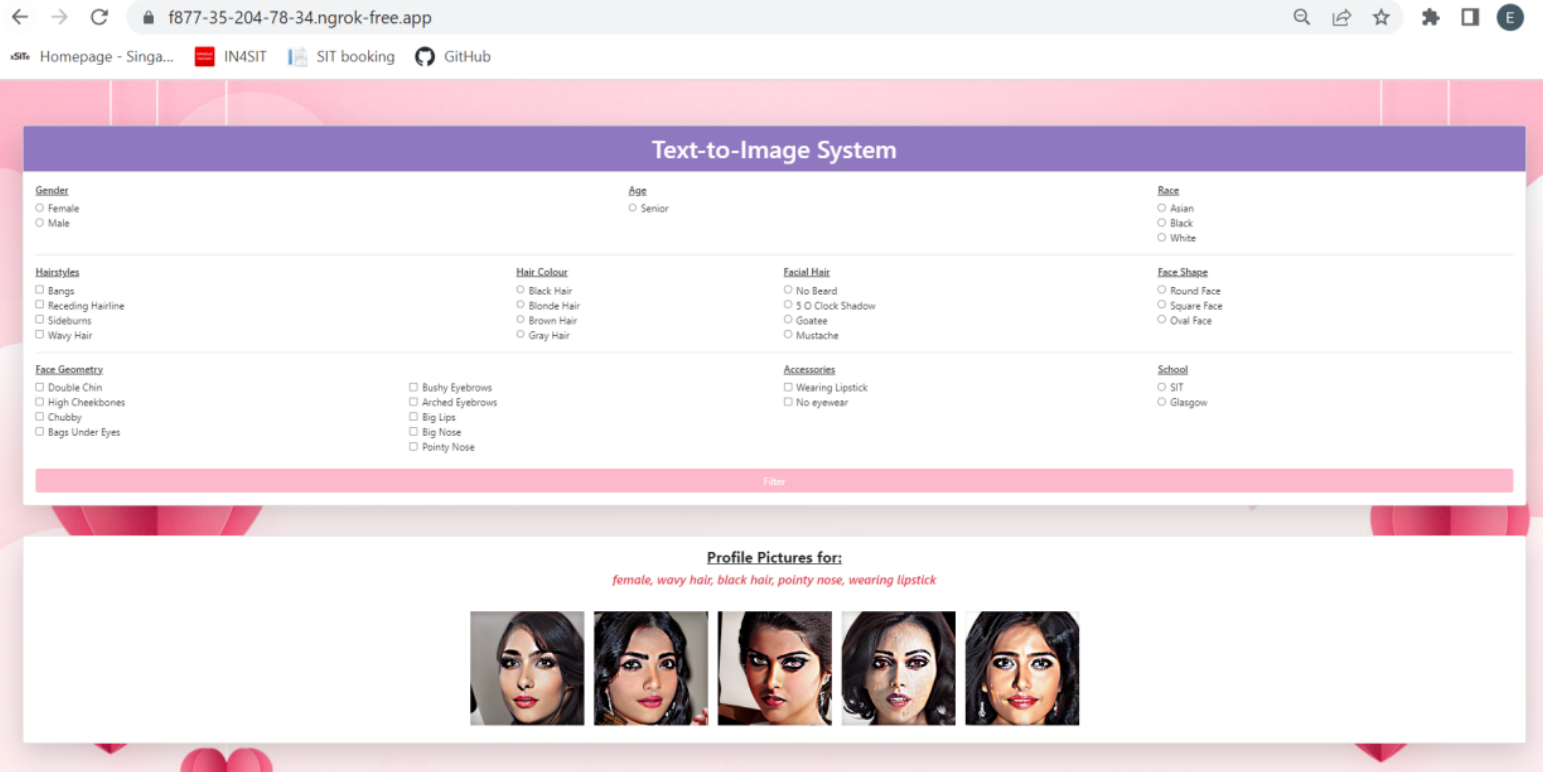 f877-35-204-78-34.ngrok-free.app
E
xSITe Homepage - Singa... IN4SIT SIT booking GitHub
Text-to-Image System
Gender
Female
Male
Age
Senior
Race
Asian
Black
White
Hairstyles
Bangs
Receding Hairline
Sideburns
Wavy Hair
Hair Colour
Black Hair
Blonde Hair
Brown Hair
Gray Hair
Facial Hair
No Beard
5 O Clock Shadow
Goatee
Mustache
Face Shape
Round Face
Square Face
Oval Face
Face Geometry
Double Chin
High Cheekbones
Chubby
Bags Under Eyes
Bushy Eyebrows
Arched Eyebrows
Big Lips
Big Nose
Pointy Nose
Accessories
Wearing Lipstick
No eyewear
School
SIT
Glasgow
Filter
Profile Pictures for:
female, wavy hair, black hair, pointy nose, wearing lipstick